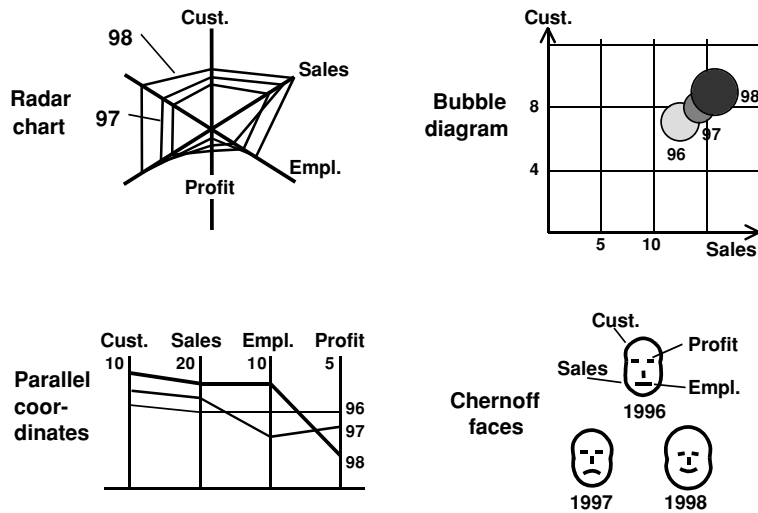 Cust.
98
Sales
Radar
chart
97
Empl.
Profit
Cust.
Bubble
diagram
8
98
97
96
4
5
10
Sales
Cust.
Sales
Empl.
Profit
10
20
10
5
Parallel
coor-
dinates
96
97
98
Cust.
Profit
Sales
Empl.
Chernoff
faces
1996
1997
1998